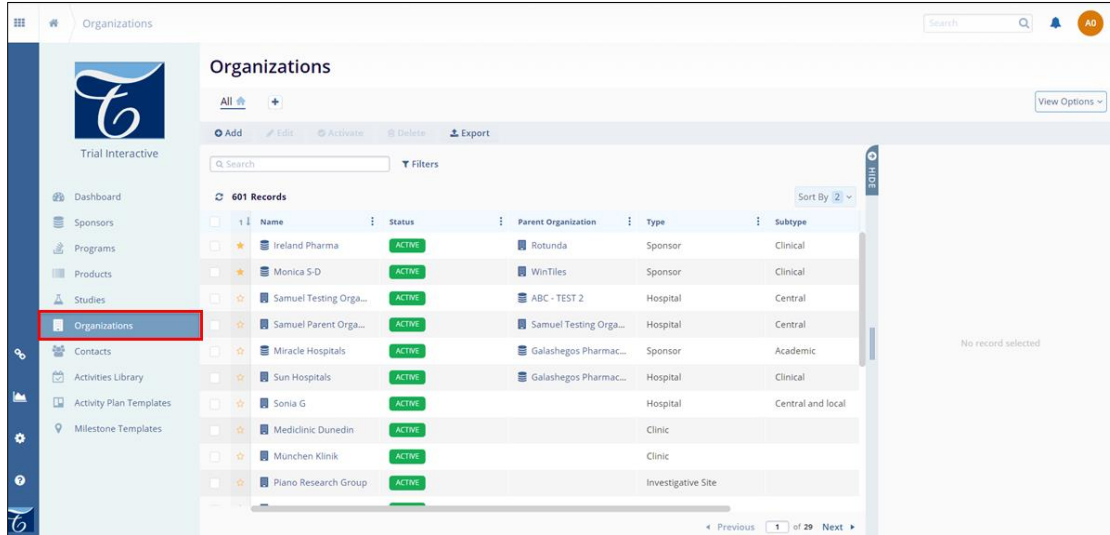 Organizations
Search
A0
Trial Interactive
Dashboard
Sponsors
Programs
Products
Studies
Organizations
Contacts
Activities Library
Activity Plan Templates
Milestone Templates
Organizations
All
View Options
Add Edit Activate Delete Export
Search Filters
HIDE
601 Records Sort By 2
1 Name Status Parent Organization Type Subtype
Ireland Pharma ACTIVE Rotunda Sponsor Clinical
Monica S-D ACTIVE WinTiles Sponsor Clinical
Samuel Testing Orga... ACTIVE ABC - TEST 2 Hospital Central
Samuel Parent Orga... ACTIVE Samuel Testing Orga... Hospital Central
Miracle Hospitals ACTIVE Galashegos Pharmac... Sponsor Academic
Sun Hospitals ACTIVE Galashegos Pharmac... Hospital Clinical
Sonia G ACTIVE Hospital Central and local
Mediclinic Dunedin ACTIVE Clinic
Munchen Klinik ACTIVE Clinic
Piano Research Group ACTIVE Investigative Site
No record selected
Previous 1 of 29 Next